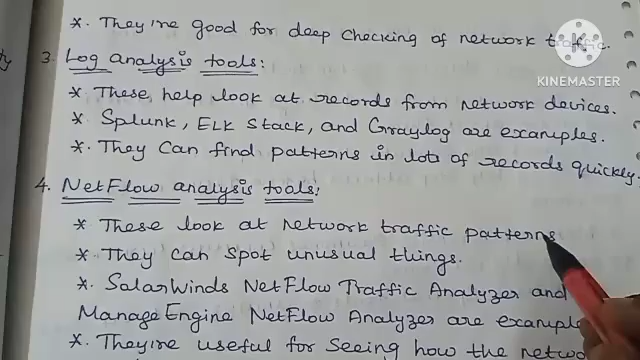 * They're good for deep checking of network
3. Log analysis tools:
* These help look at records from network devices.
* Splunk, ELK Stack, and Graylog are examples.
* They can find patterns in lots of records quickly.
4. NetFlow analysis tools:
* These look at network traffic patterns
* They can spot unusual things.
* SolarWinds NetFlow Traffic Analyzer and
ManageEngine NetFlow Analyzer are example
* They're useful for seeing how the netwo
KINEMASTER